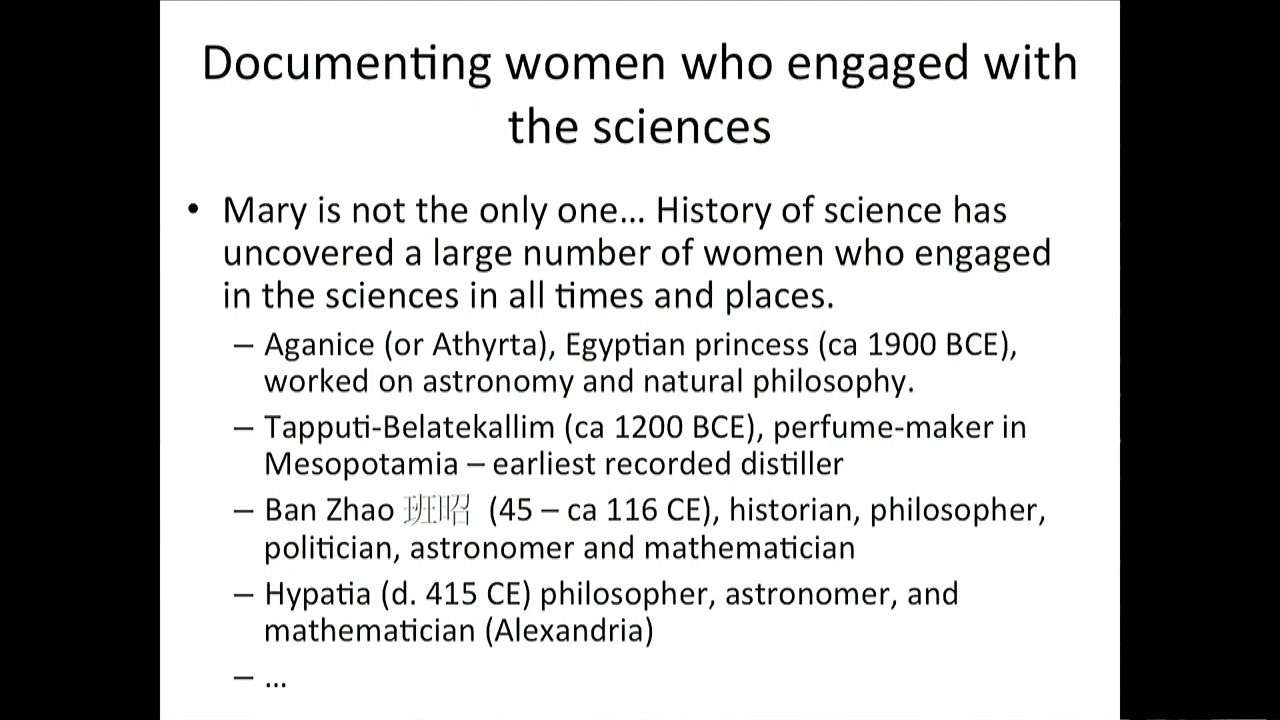 Documenting women who engaged with
the sciences
• Mary is not the only one... History of science has
uncovered a large number of women who engaged
in the sciences in all times and places.
– Aganice (or Athyrta), Egyptian princess (ca 1900 BCE),
worked on astronomy and natural philosophy.
– Tapputi-Belatekallim (ca 1200 BCE), perfume-maker in
Mesopotamia – earliest recorded distiller
– Ban Zhao 班昭 (45 – ca 116 CE), historian, philosopher,
politician, astronomer and mathematician
– Hypatia (d. 415 CE) philosopher, astronomer, and
mathematician (Alexandria)
– ...